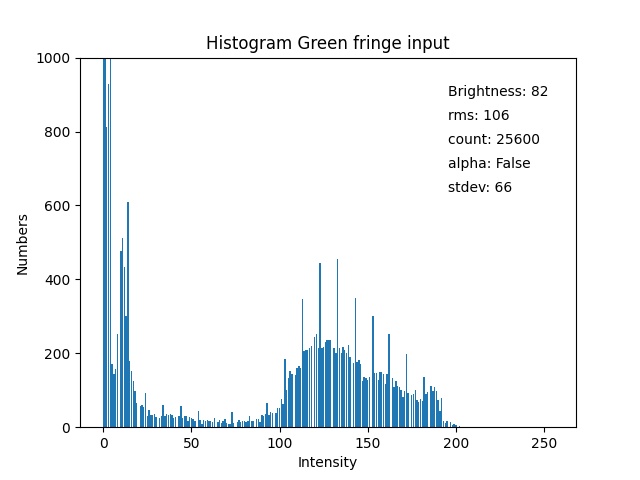 Histogram Green fringe input
1000
800
600
400
200
0
Numbers
Brightness: 82
rms: 106
count: 25600
alpha: False
stdev: 66
0 50 100 150 200 250
Intensity